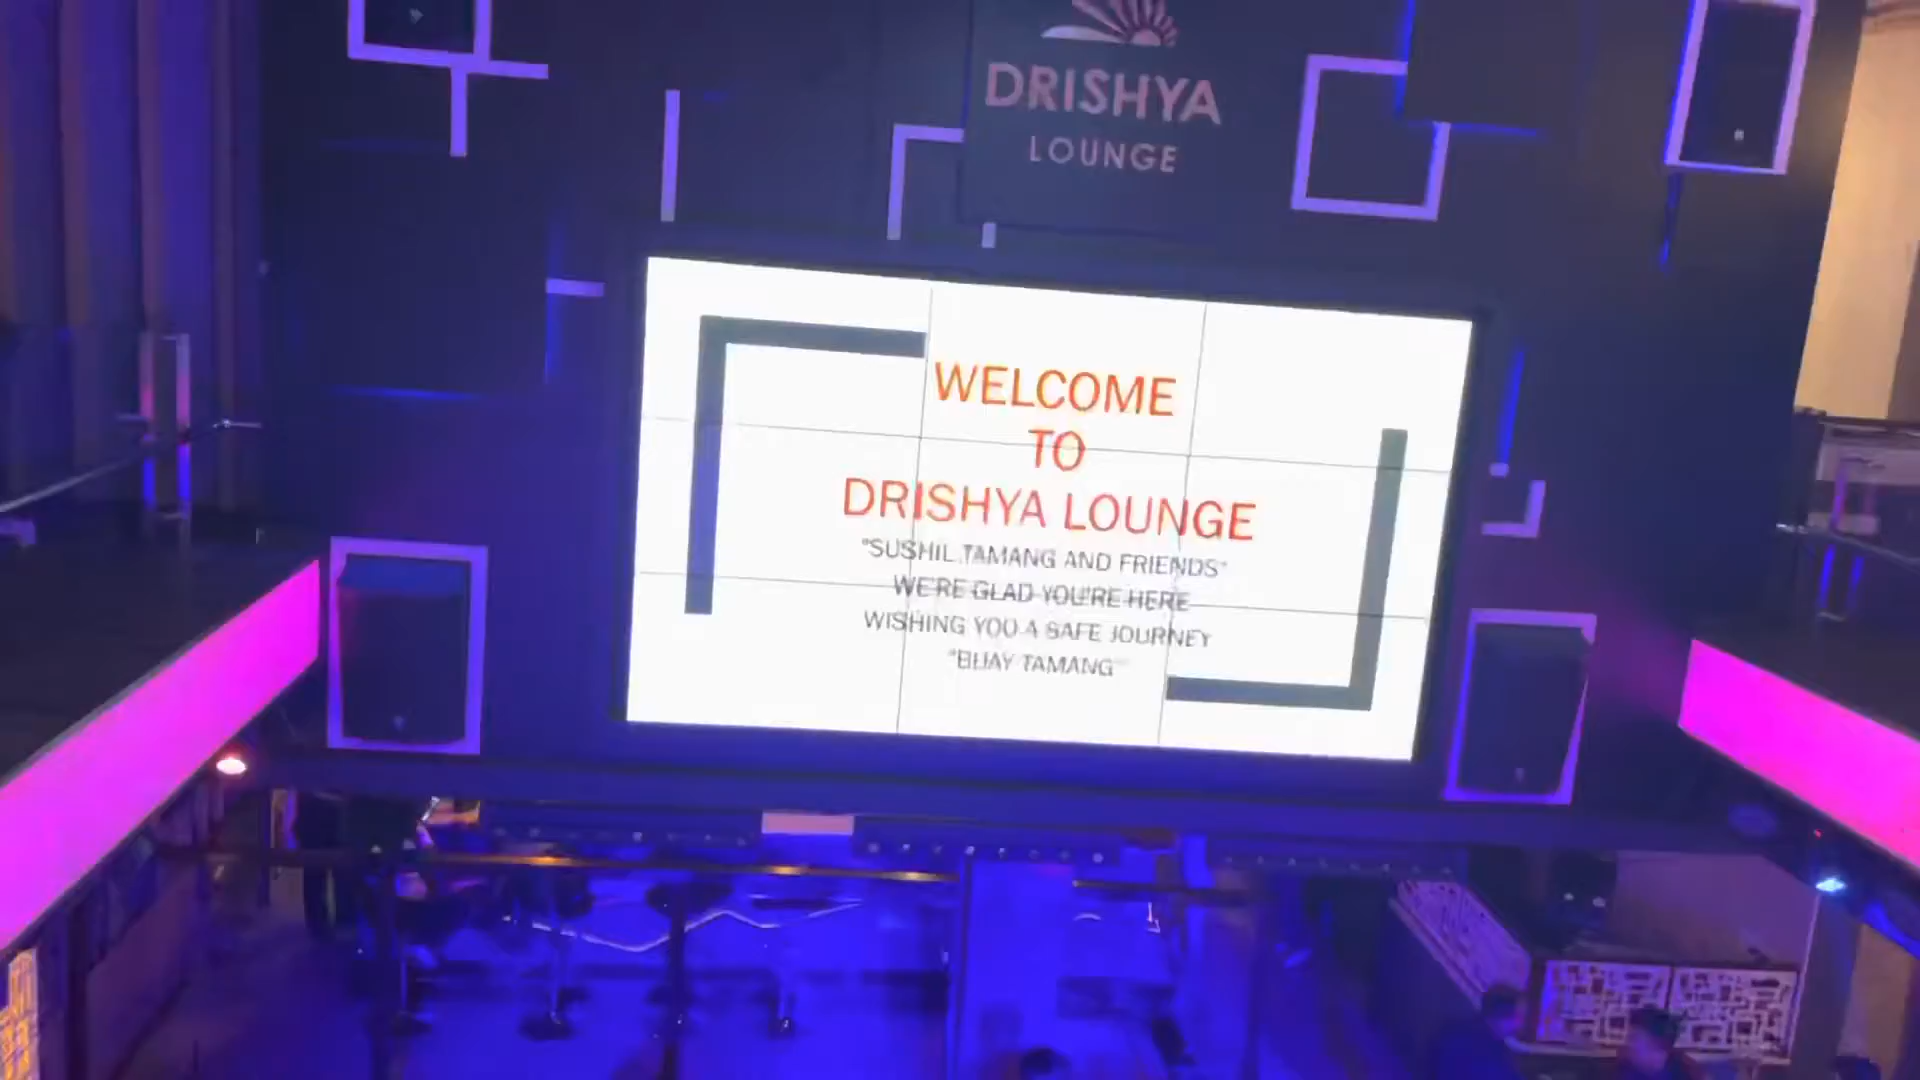 DRISHYA
LOUNGE
WELCOME
TO
DRISHYA LOUNGE
"SUSHIL TAMANG AND FRIENDS"
WE'RE GLAD YOU'RE HERE
WISHING YOU A SAFE JOURNEY
"BIJAY TAMANG"